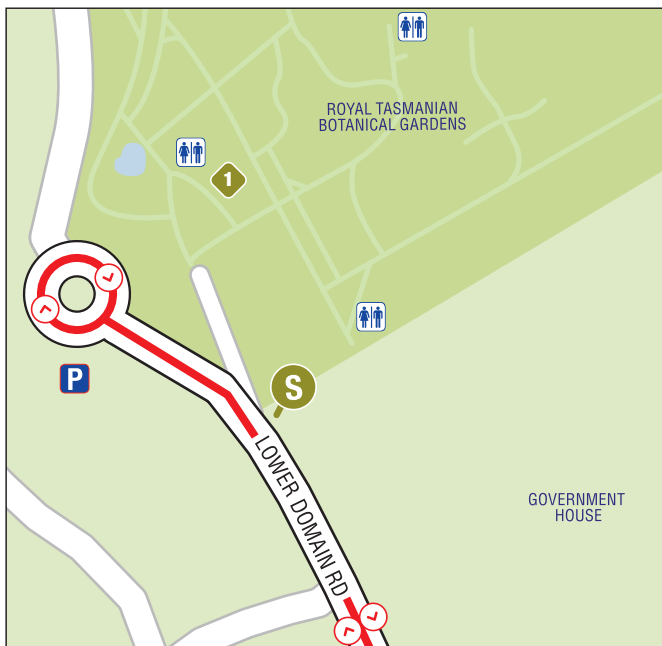 ROYAL TASMANIAN
BOTANICAL GARDENS
1
P
S
LOWER DOMAIN RD
GOVERNMENT
HOUSE